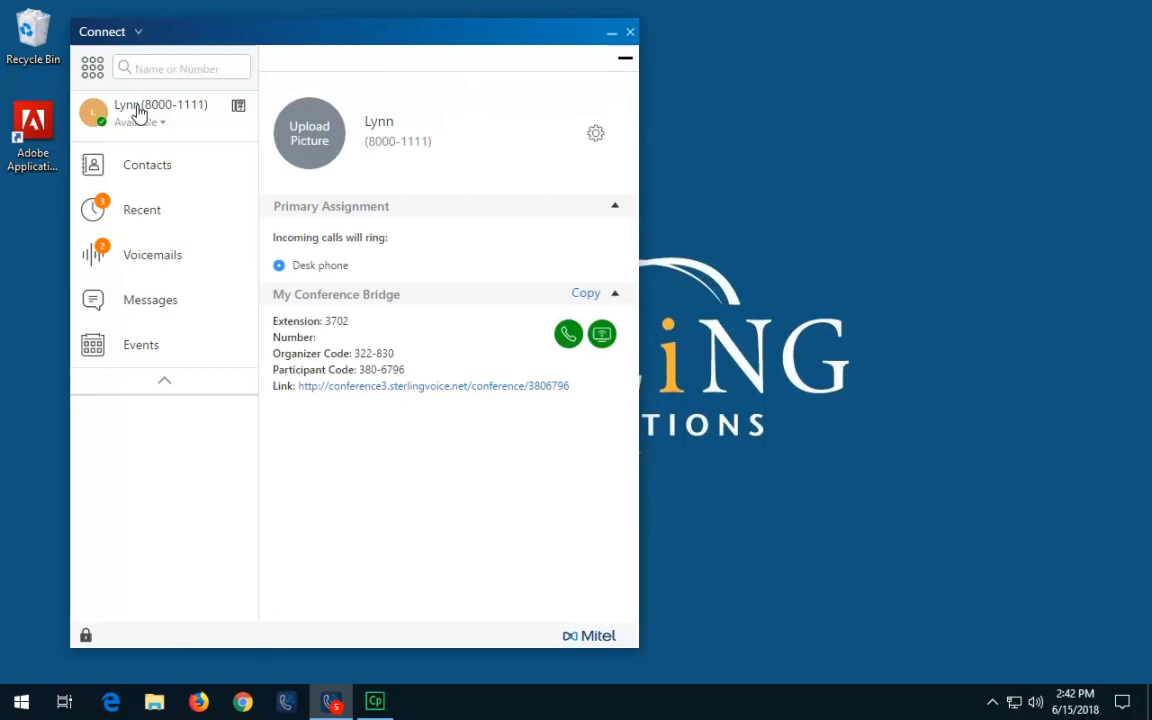 Connect
Recycle Bin
Name or Number
L
Lynn (8000-1111)
Available
Adobe
Applicati...
Upload
Picture
Lynn
(8000-1111)
Contacts
3
Recent
2
Voicemails
Messages
Events
Primary Assignment
Incoming calls will ring:
Desk phone
My Conference Bridge
Copy
Extension: 3702
Number:
Organizer Code: 322-830
Participant Code: 380-6796
Link: http://conference3.sterlingvoice.net/conference/3806796
iNG
TIONS
Mitel
5
Cp
2:42 PM
6/15/2018